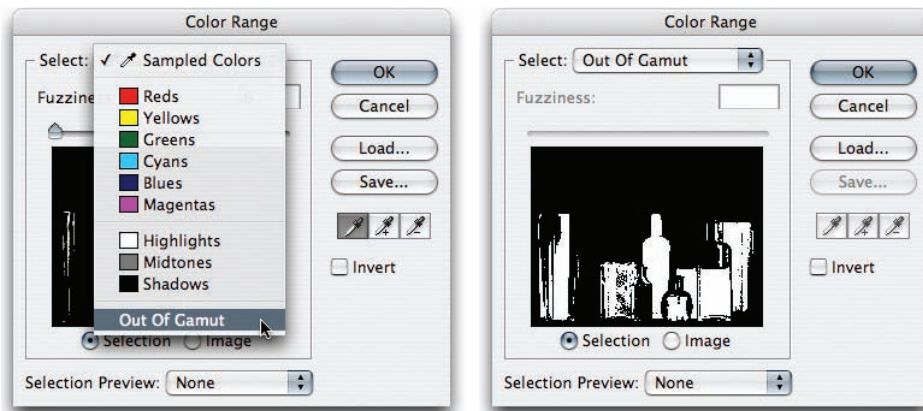 Color Range
Select: ✓ Sampled Colors
Reds
Yellows
Greens
Cyans
Blues
Magentas
Highlights
Midtones
Shadows
Out Of Gamut
Selection Image
Selection Preview: None
OK
Cancel
Load...
Save...
Invert
Color Range
Select: Out Of Gamut
Fuzziness:
Selection Image
Selection Preview: None
OK
Cancel
Load...
Save...
Invert